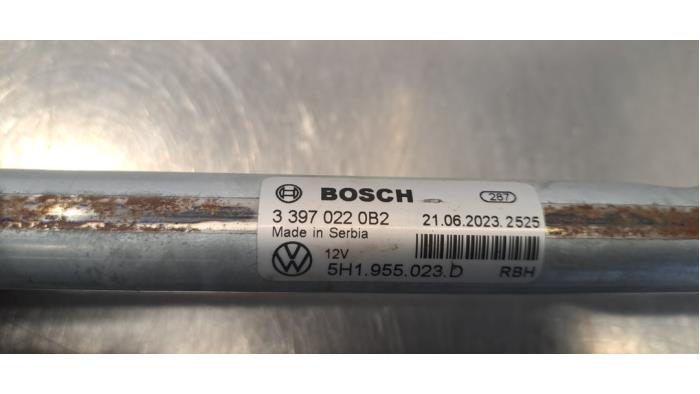 BOSCH 287
3 397 022 0B2 21.06.2023 2525
Made in Serbia
12V
5H1.955.023.b RBH